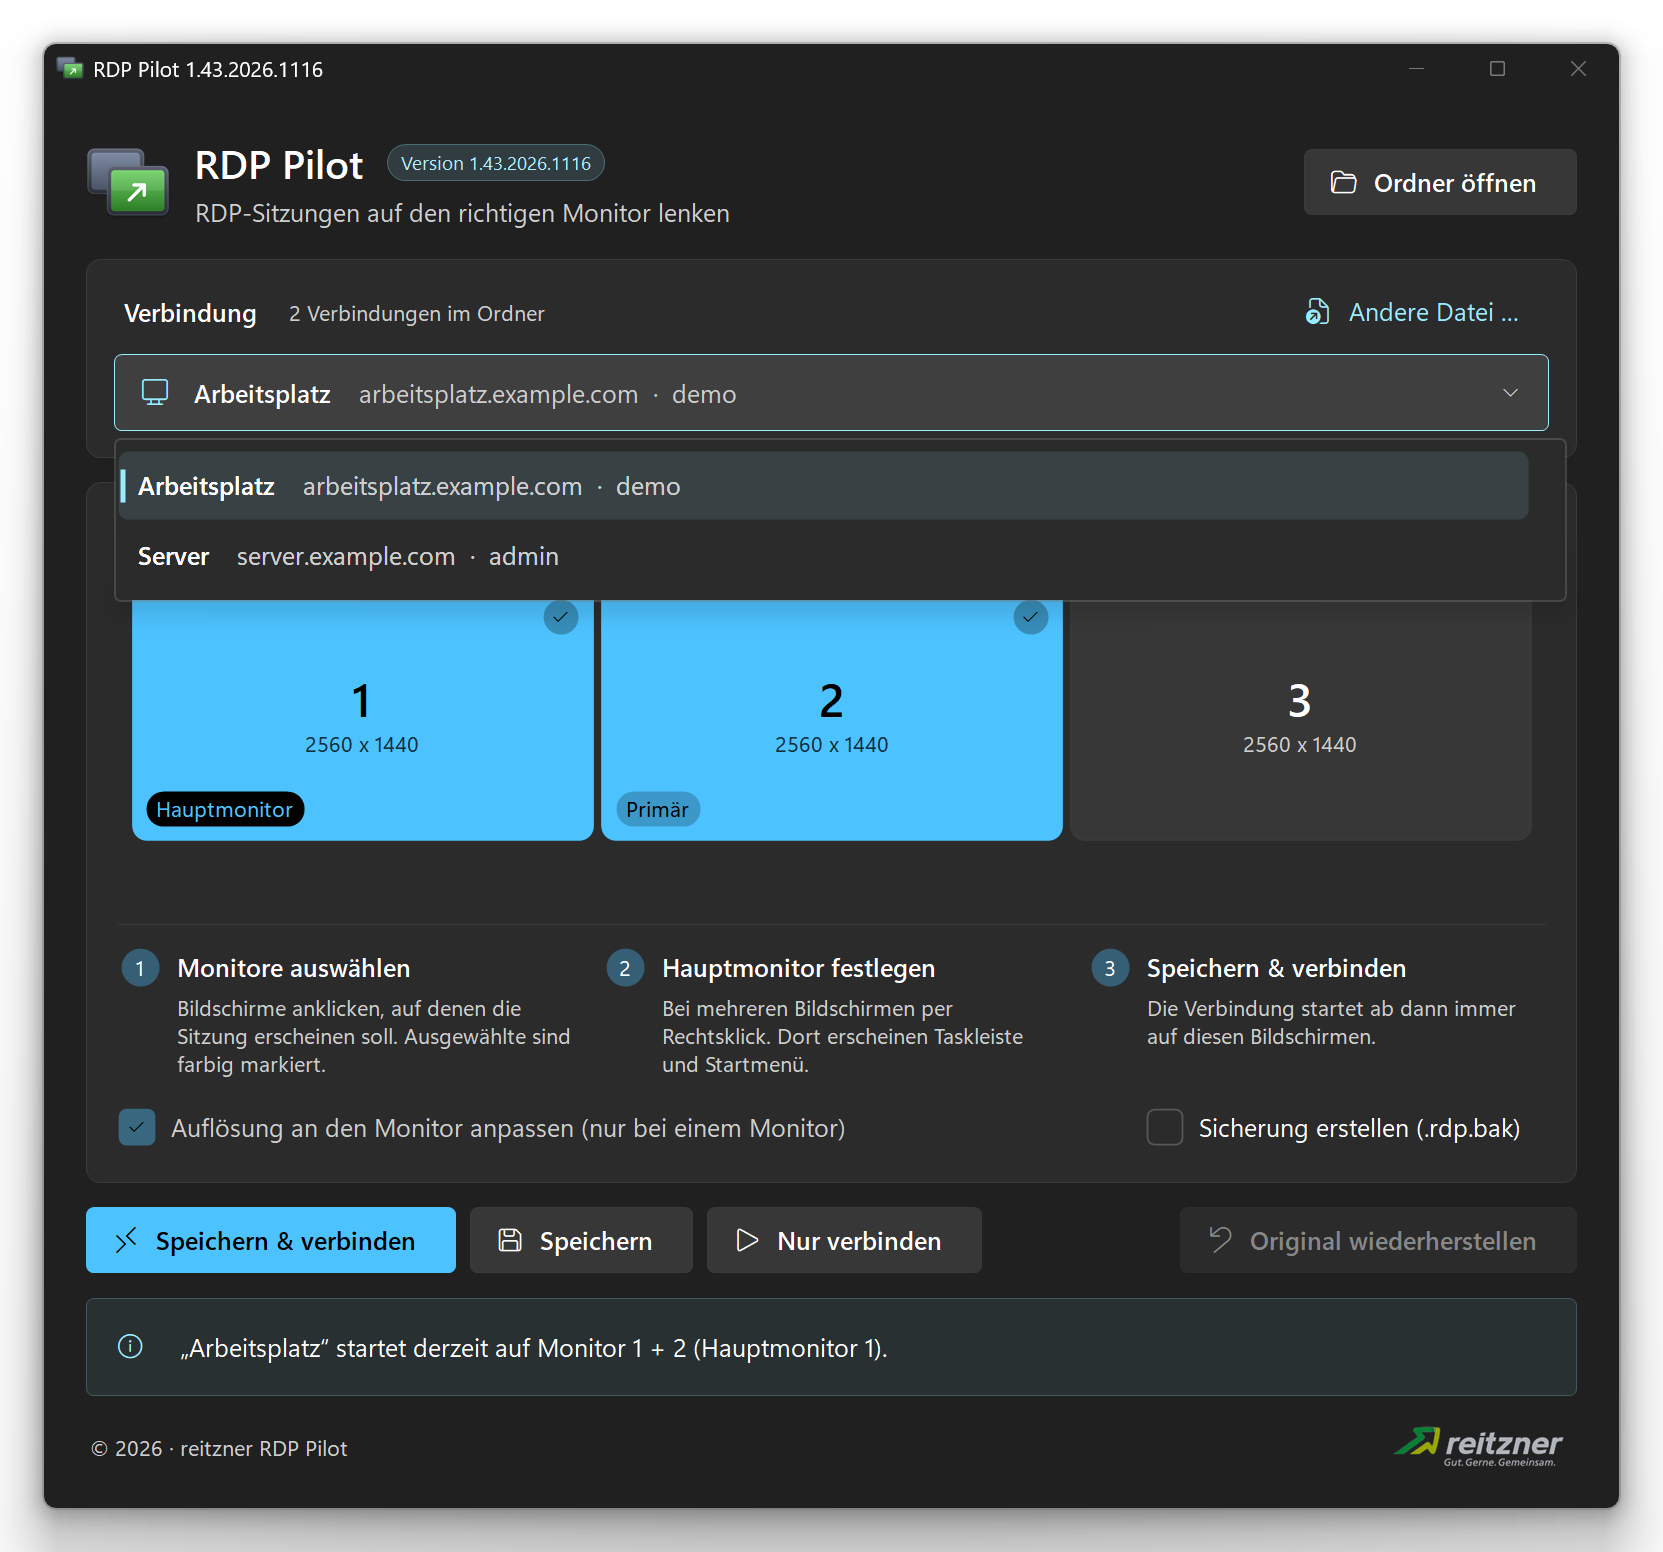 RDP Pilot 1.43.2026.1116
RDP Pilot
Version 1.43.2026.1116
RDP-Sitzungen auf den richtigen Monitor lenken
Ordner öffnen
Verbindung
2 Verbindungen im Ordner
Andere Datei ...
Arbeitsplatz arbeitsplatz.example.com · demo
Arbeitsplatz arbeitsplatz.example.com · demo
Server server.example.com · admin
1
2560 x 1440
Hauptmonitor
2
2560 x 1440
Primär
3
2560 x 1440
1 Monitore auswählen
Bildschirme anklicken, auf denen die
Sitzung erscheinen soll. Ausgewählte sind
farbig markiert.
2 Hauptmonitor festlegen
Bei mehreren Bildschirmen per
Rechtsklick. Dort erscheinen Taskleiste
und Startmenü.
3 Speichern & verbinden
Die Verbindung startet ab dann immer
auf diesen Bildschirmen.
Auflösung an den Monitor anpassen (nur bei einem Monitor)
Sicherung erstellen (.rdp.bak)
Speichern & verbinden
Speichern
Nur verbinden
Original wiederherstellen
„Arbeitsplatz“ startet derzeit auf Monitor 1 + 2 (Hauptmonitor 1).
© 2026 · reitzner RDP Pilot
reitzner
Gut. Gerne. Gemeinsam.